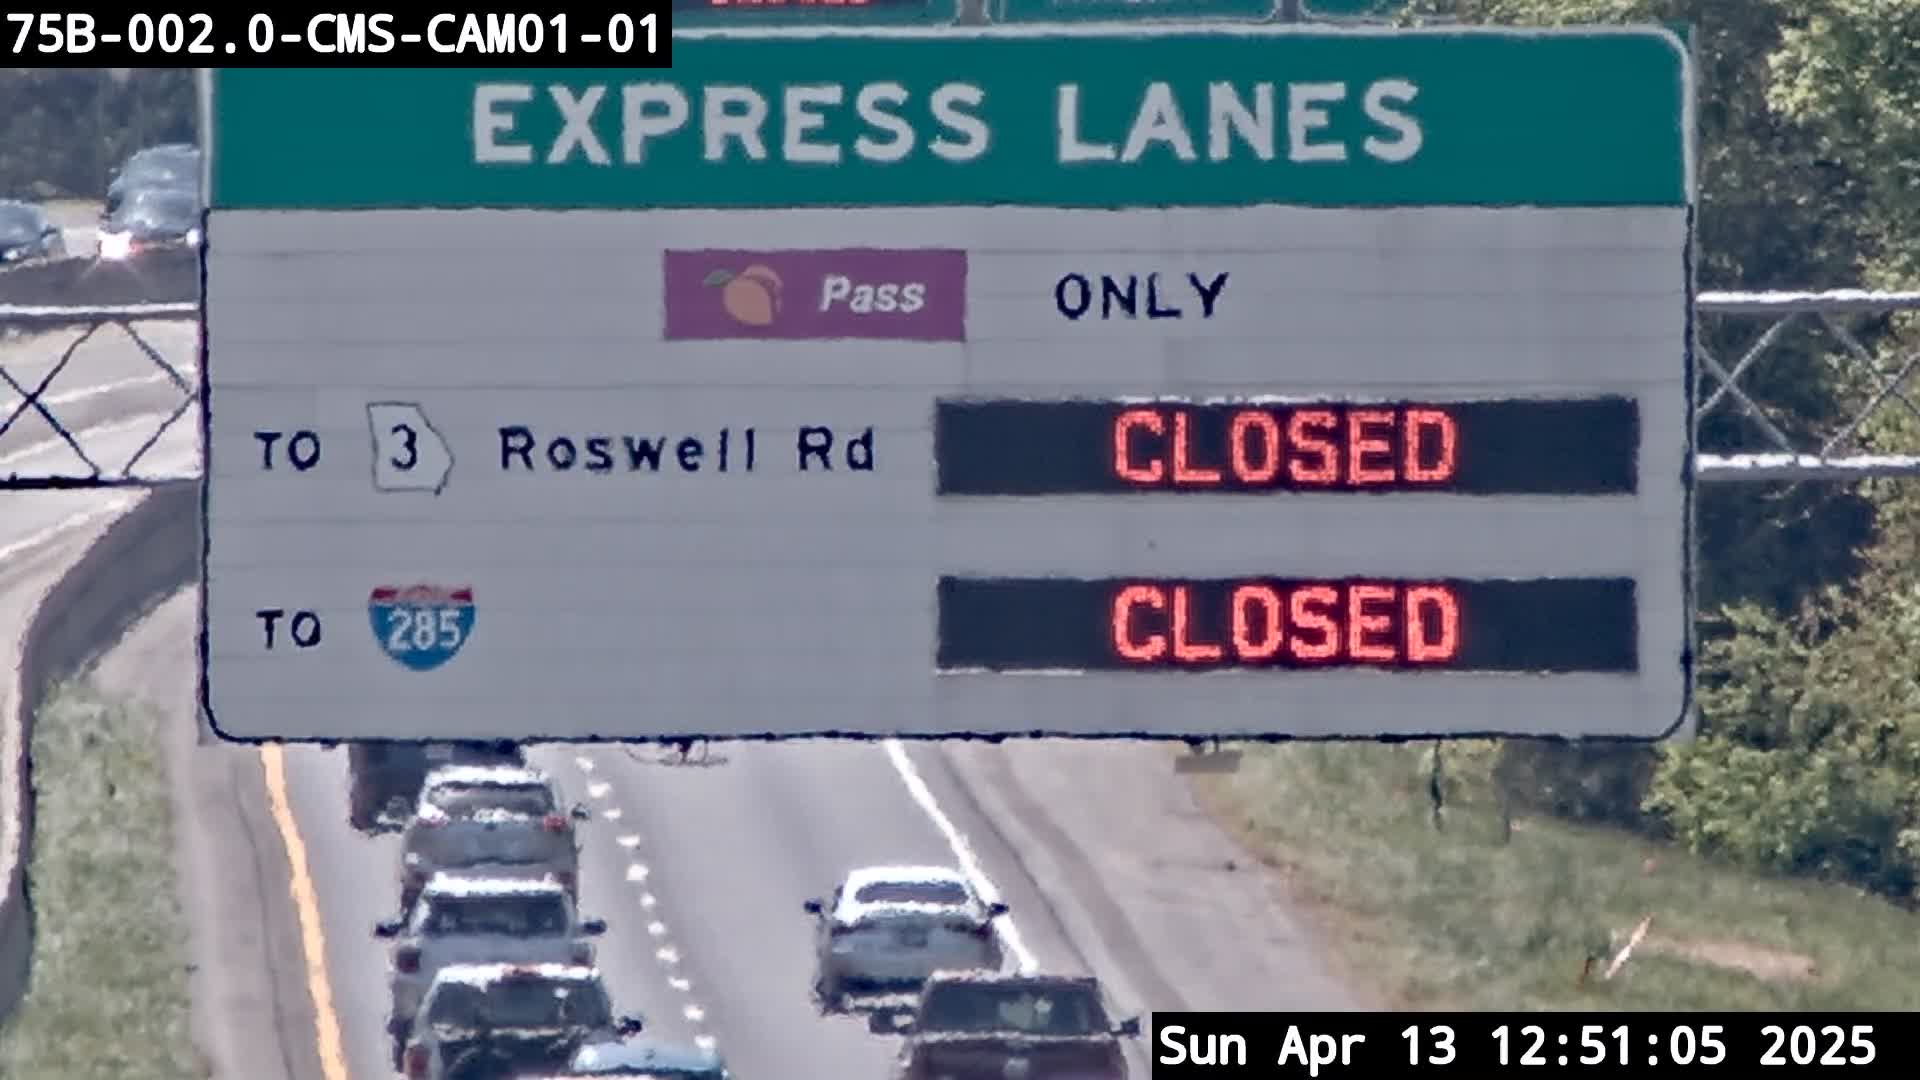 75B-002.0-CMS-CAM01-01
EXPRESS LANES
Pass ONLY
TO 3 Roswell Rd CLOSED
TO 285 CLOSED
Sun Apr 13 12:51:05 2025